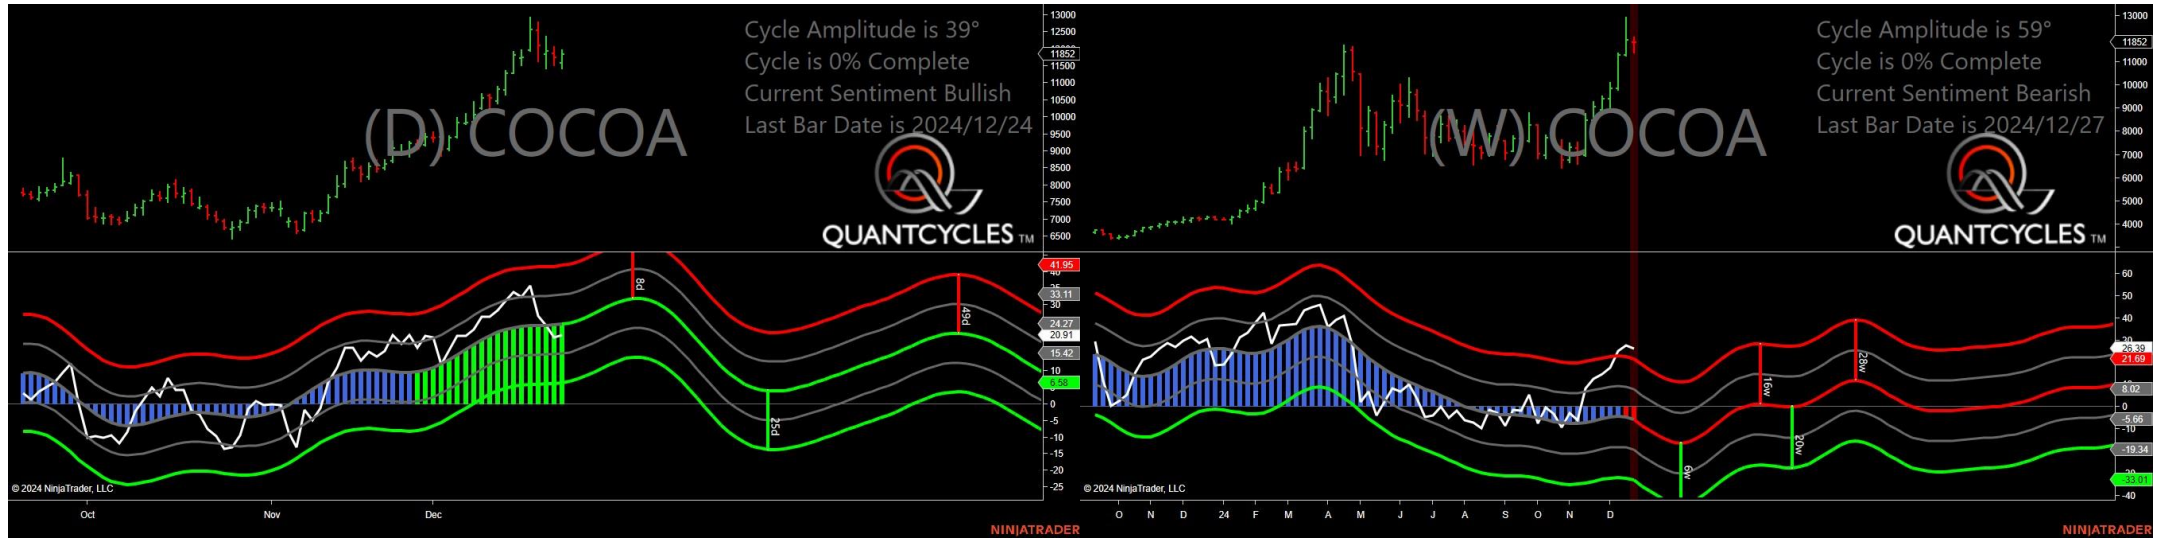 Cycle Amplitude is 39°
Cycle is 0% Complete
Current Sentiment Bullish
Last Bar Date is 2024/12/24
(D) COCOA
QUANTCYCLES TM
13000
12500
11852
11500
11000
10500
10000
9500
9000
8500
8000
7500
7000
6500
41.95
40
35
33.11
30
24.27
20.91
15.42
10
6.58
0
-5
-10
-15
-20
-25
8d
25d
49d
© 2024 NinjaTrader, LLC
Oct Nov Dec
NINJATRADER
Cycle Amplitude is 59°
Cycle is 0% Complete
Current Sentiment Bearish
Last Bar Date is 2024/12/27
(W) COCOA
QUANTCYCLES TM
13000
11852
11000
10000
9000
8000
7000
6000
5000
4000
60
50
40
26.39
21.69
8.02
0
-5.66
-10
-19.34
-33.01
-40
6w
16w
20w
28w
© 2024 NinjaTrader, LLC
O N D 24 F M A M J J A S O N D
NINJATRADER